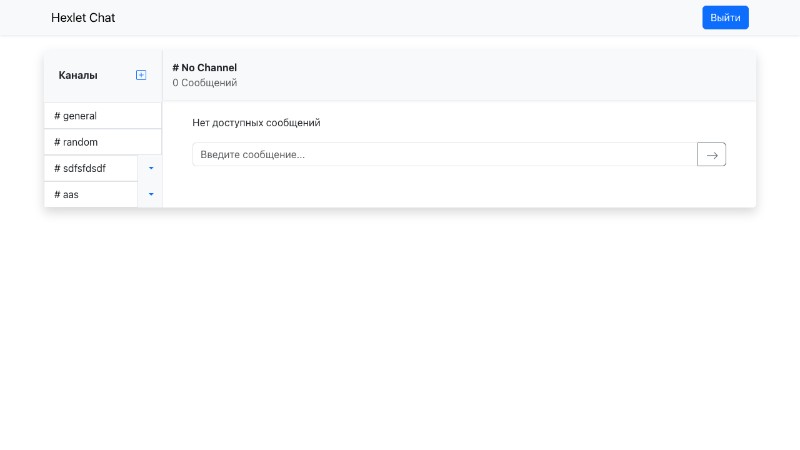 Hexlet Chat
Выйти
Каналы
# general
# random
# sdfsfdsdf
# aas
# No Channel
0 Сообщений
Нет доступных сообщений
Введите сообщение...